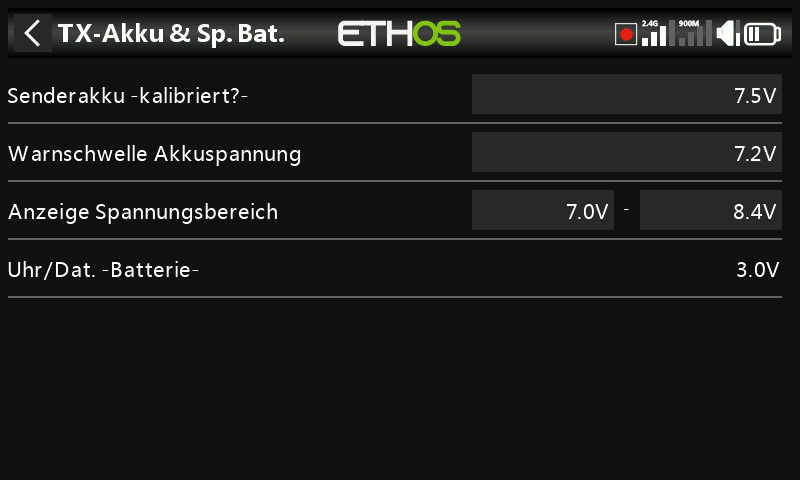 TX-Akku & Sp. Bat. ETHOS 2.4G 900M
Senderakku -kalibriert?- 7.5V
Warnschwelle Akkuspannung 7.2V
Anzeige Spannungsbereich 7.0V - 8.4V
Uhr/Dat. -Batterie- 3.0V